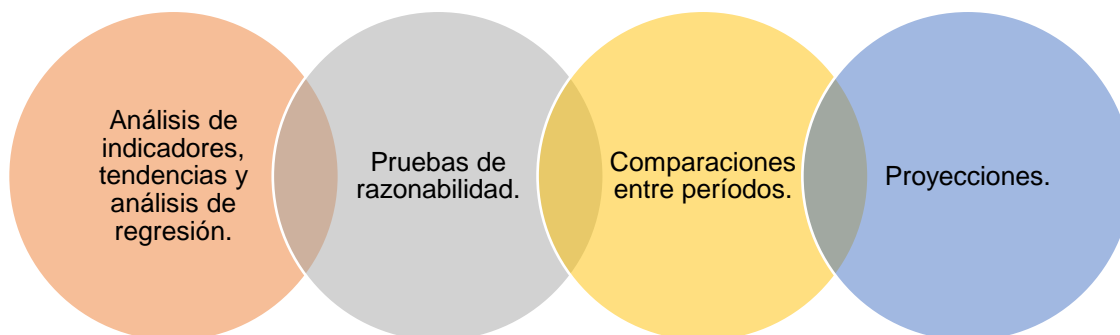 Análisis de
indicadores,
tendencias y
análisis de
regresión.
Pruebas de
razonabilidad.
Comparaciones
entre períodos.
Proyecciones.